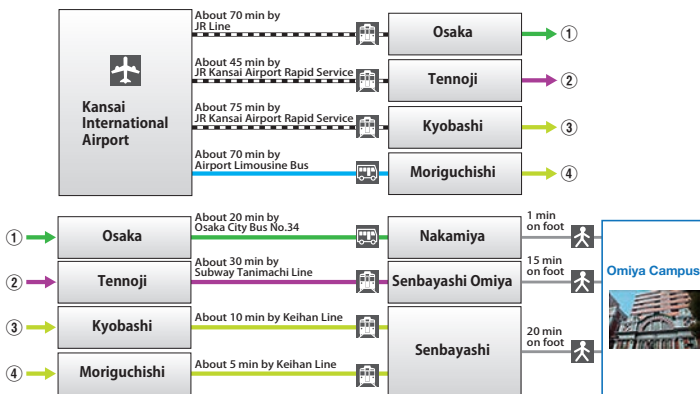 Kansai
International
Airport
About 70 min by
JR Line
Osaka
①
About 45 min by
JR Kansai Airport Rapid Service
Tennoji
②
About 75 min by
JR Kansai Airport Rapid Service
Kyobashi
③
About 70 min by
Airport Limousine Bus
Moriguchishi
④
①
Osaka
About 20 min by
Osaka City Bus No.34
Nakamiya
1 min
on foot
②
Tennoji
About 30 min by
Subway Tanimachi Line
Senbayashi Omiya
15 min
on foot
Omiya Campus
③
Kyobashi
About 10 min by Keihan Line
Senbayashi
20 min
on foot
④
Moriguchishi
About 5 min by Keihan Line